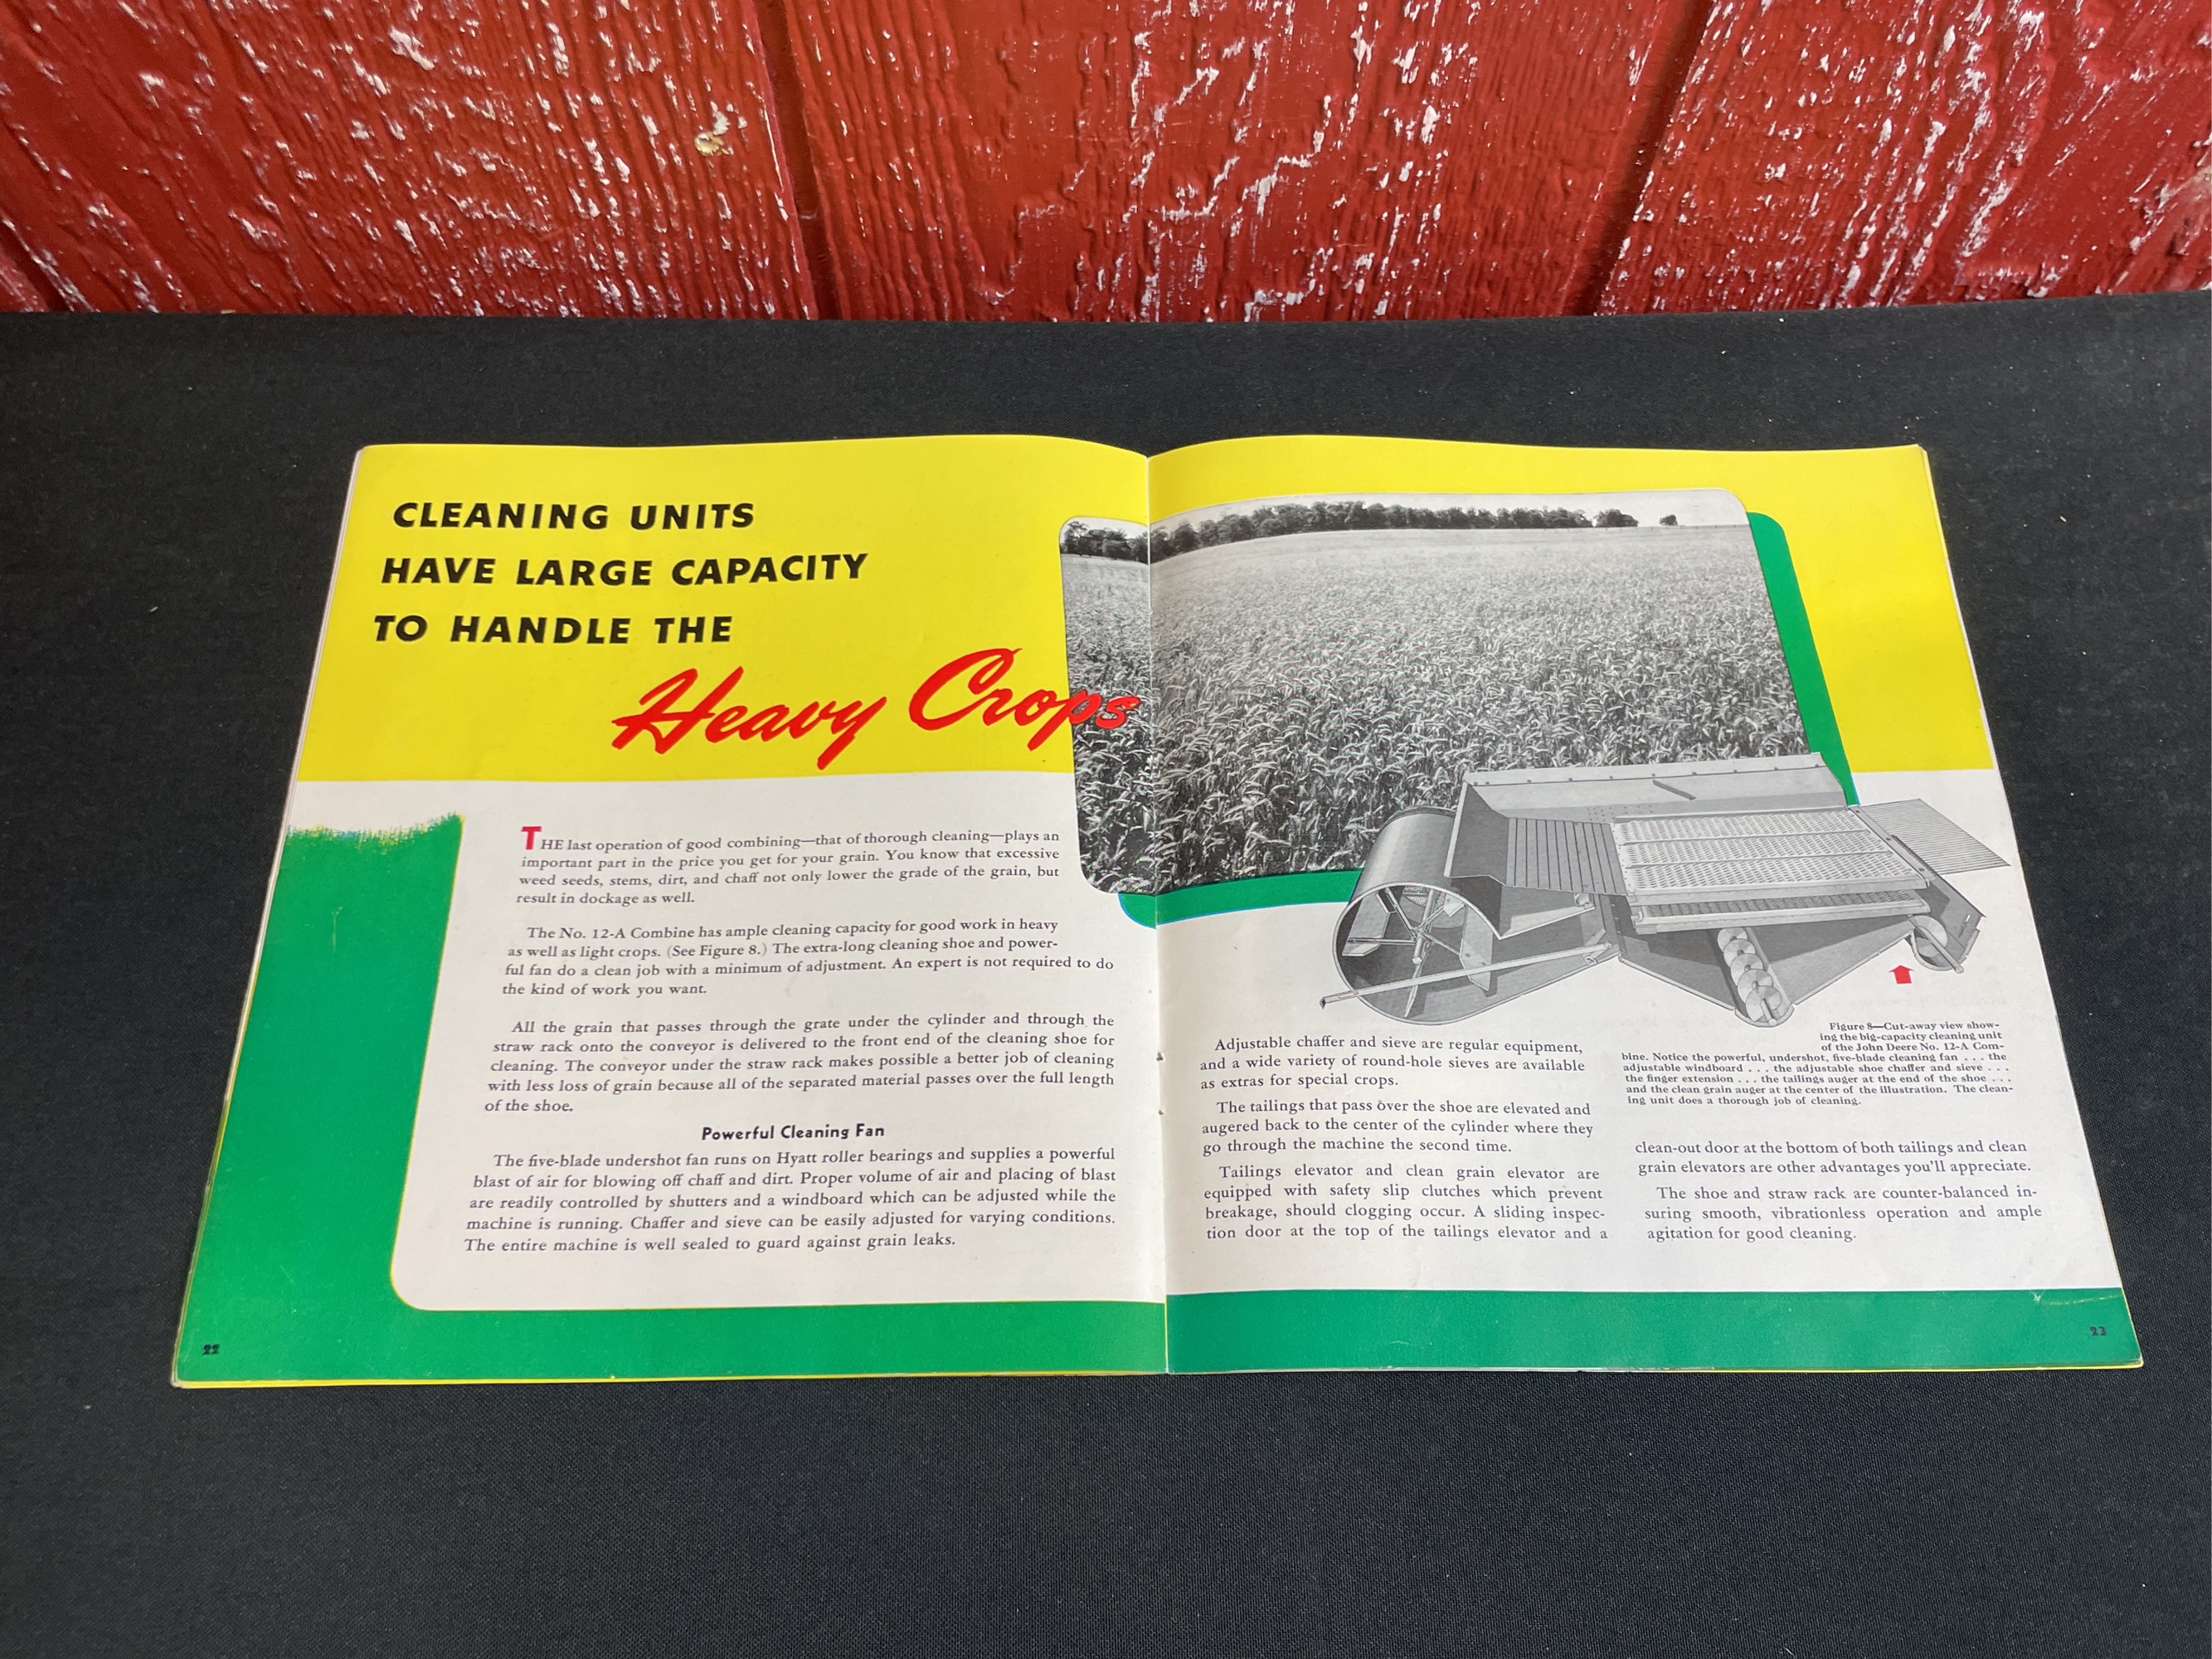 CLEANING UNITS
HAVE LARGE CAPACITY
TO HANDLE THE
Heavy Crops
THE last operation of good combining—that of thorough cleaning—plays an
important part in the price you get for your grain. You know that excessive
weed seeds, stems, dirt, and chaff not only lower the grade of the grain, but
result in dockage as well.
The No. 12-A Combine has ample cleaning capacity for good work in heavy
as well as light crops. (See Figure 8.) The extra-long cleaning shoe and power-
ful fan do a clean job with a minimum of adjustment. An expert is not required to do
the kind of work you want.
All the grain that passes through the grate under the cylinder and through the
straw rack onto the conveyor is delivered to the front end of the cleaning shoe for
cleaning. The conveyor under the straw rack makes possible a better job of cleaning
with less loss of grain because all of the separated material passes over the full length
of the shoe.
Powerful Cleaning Fan
The five-blade undershot fan runs on Hyatt roller bearings and supplies a powerful
blast of air for blowing off chaff and dirt. Proper volume of air and placing of blast
are readily controlled by shutters and a windboard which can be adjusted while the
machine is running. Chaffer and sieve can be easily adjusted for varying conditions.
The entire machine is well sealed to guard against grain leaks.
22
Adjustable chaffer and sieve are regular equipment,
and a wide variety of round-hole sieves are available
as extras for special crops.
The tailings that pass over the shoe are elevated and
augered back to the center of the cylinder where they
go through the machine the second time.
Tailings elevator and clean grain elevator are
equipped with safety slip clutches which prevent
breakage, should clogging occur. A sliding inspec-
tion door at the top of the tailings elevator and a
Figure 8—Cut-away view show-
ing the big-capacity cleaning unit
of the John Deere No. 12-A Com-
bine. Notice the powerful, undershot, five-blade cleaning fan . . . the
adjustable windboard . . . the adjustable shoe chaffer and sieve . . .
the finger extension . . . the tailings auger at the end of the shoe . . .
and the clean grain auger at the center of the illustration. The clean-
ing unit does a thorough job of cleaning.
clean-out door at the bottom of both tailings and clean
grain elevators are other advantages you'll appreciate.
The shoe and straw rack are counter-balanced in-
suring smooth, vibrationless operation and ample
agitation for good cleaning.
23